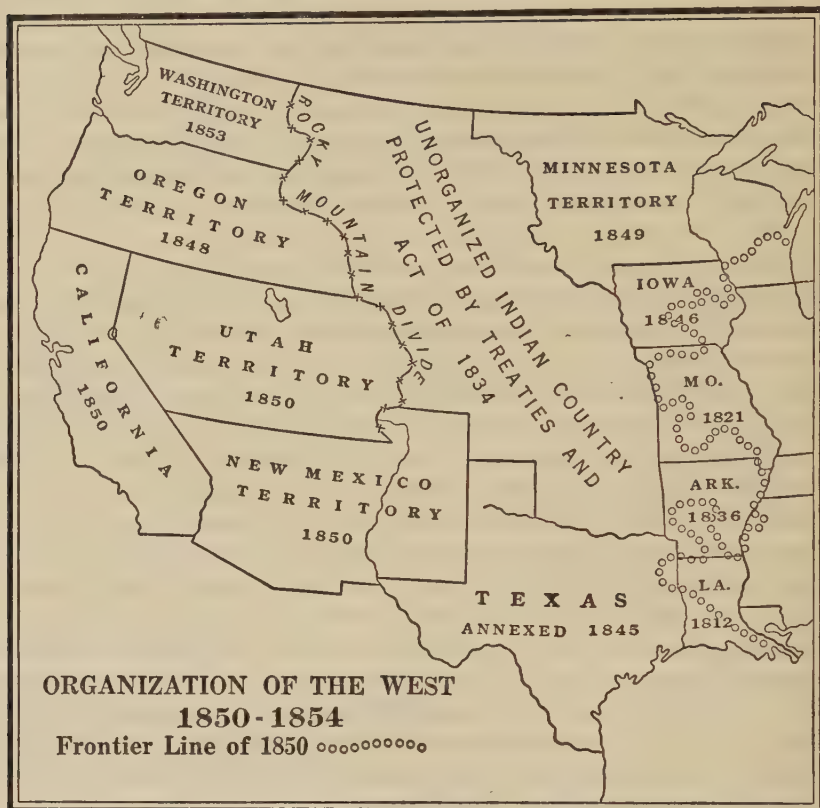 WASHINGTON
TERRITORY
1853
OREGON
TERRITORY
1848
CALIFORNIA
1850
UTAH
TERRITORY
1850
NEW MEXICO
TERRITORY
1850
ROCKY MOUNTAIN DIVIDE
UNORGANIZED INDIAN COUNTRY
PROTECTED BY TREATIES AND
ACT OF 1834
MINNESOTA
TERRITORY
1849
IOWA
1846
MO.
1821
ARK.
1836
LA.
1812
TEXAS
ANNEXED 1845
ORGANIZATION OF THE WEST
1850-1854
Frontier Line of 1850